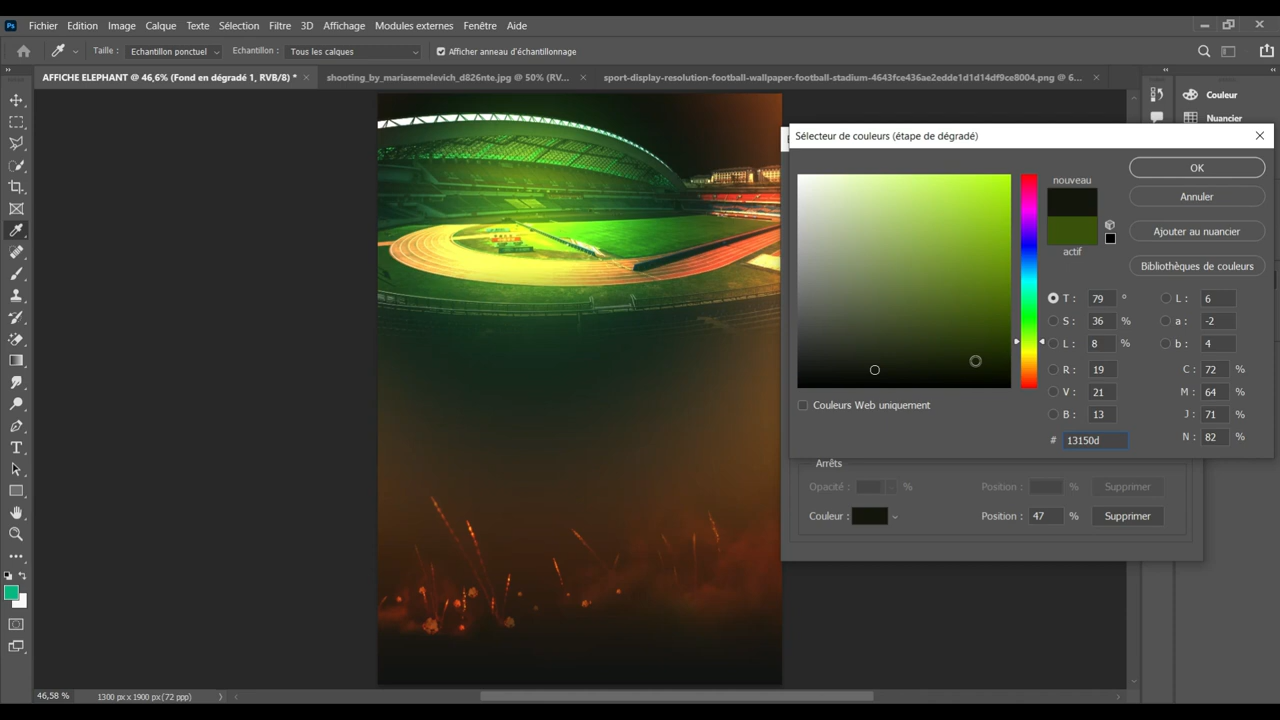 Ps Fichier Edition Image Calque Texte Sélection Filtre 3D Affichage Modules externes Fenêtre Aide
Taille : Echantillon ponctuel Echantillon : Tous les calques Afficher anneau d'échantillonnage
AFFICHE ELEPHANT @ 46,6% (Fond en dégradé 1, RVB/8) * × shooting_by_mariasemelevich_d826nte.jpg @ 50% (RV... × sport-display-resolution-football-wallpaper-football-stadium-4643fce436ae2edde1d1d14df9ce8004.png @ 6... ×
Couleur
Nuancier
Sélecteur de couleurs (étape de dégradé)
nouveau
actif
OK
Annuler
Ajouter au nuancier
Bibliothèques de couleurs
T : 79 ° L : 6
S : 36 % a : -2
L : 8 % b : 4
R : 19 C : 72 %
V : 21 M : 64 %
B : 13 J : 71 %
# 13150d N : 82 %
Couleurs Web uniquement
Arrêts
Opacité : % Position : % Supprimer
Couleur : Position : 47 % Supprimer
46,58 % 1300 px x 1900 px (72 ppp)